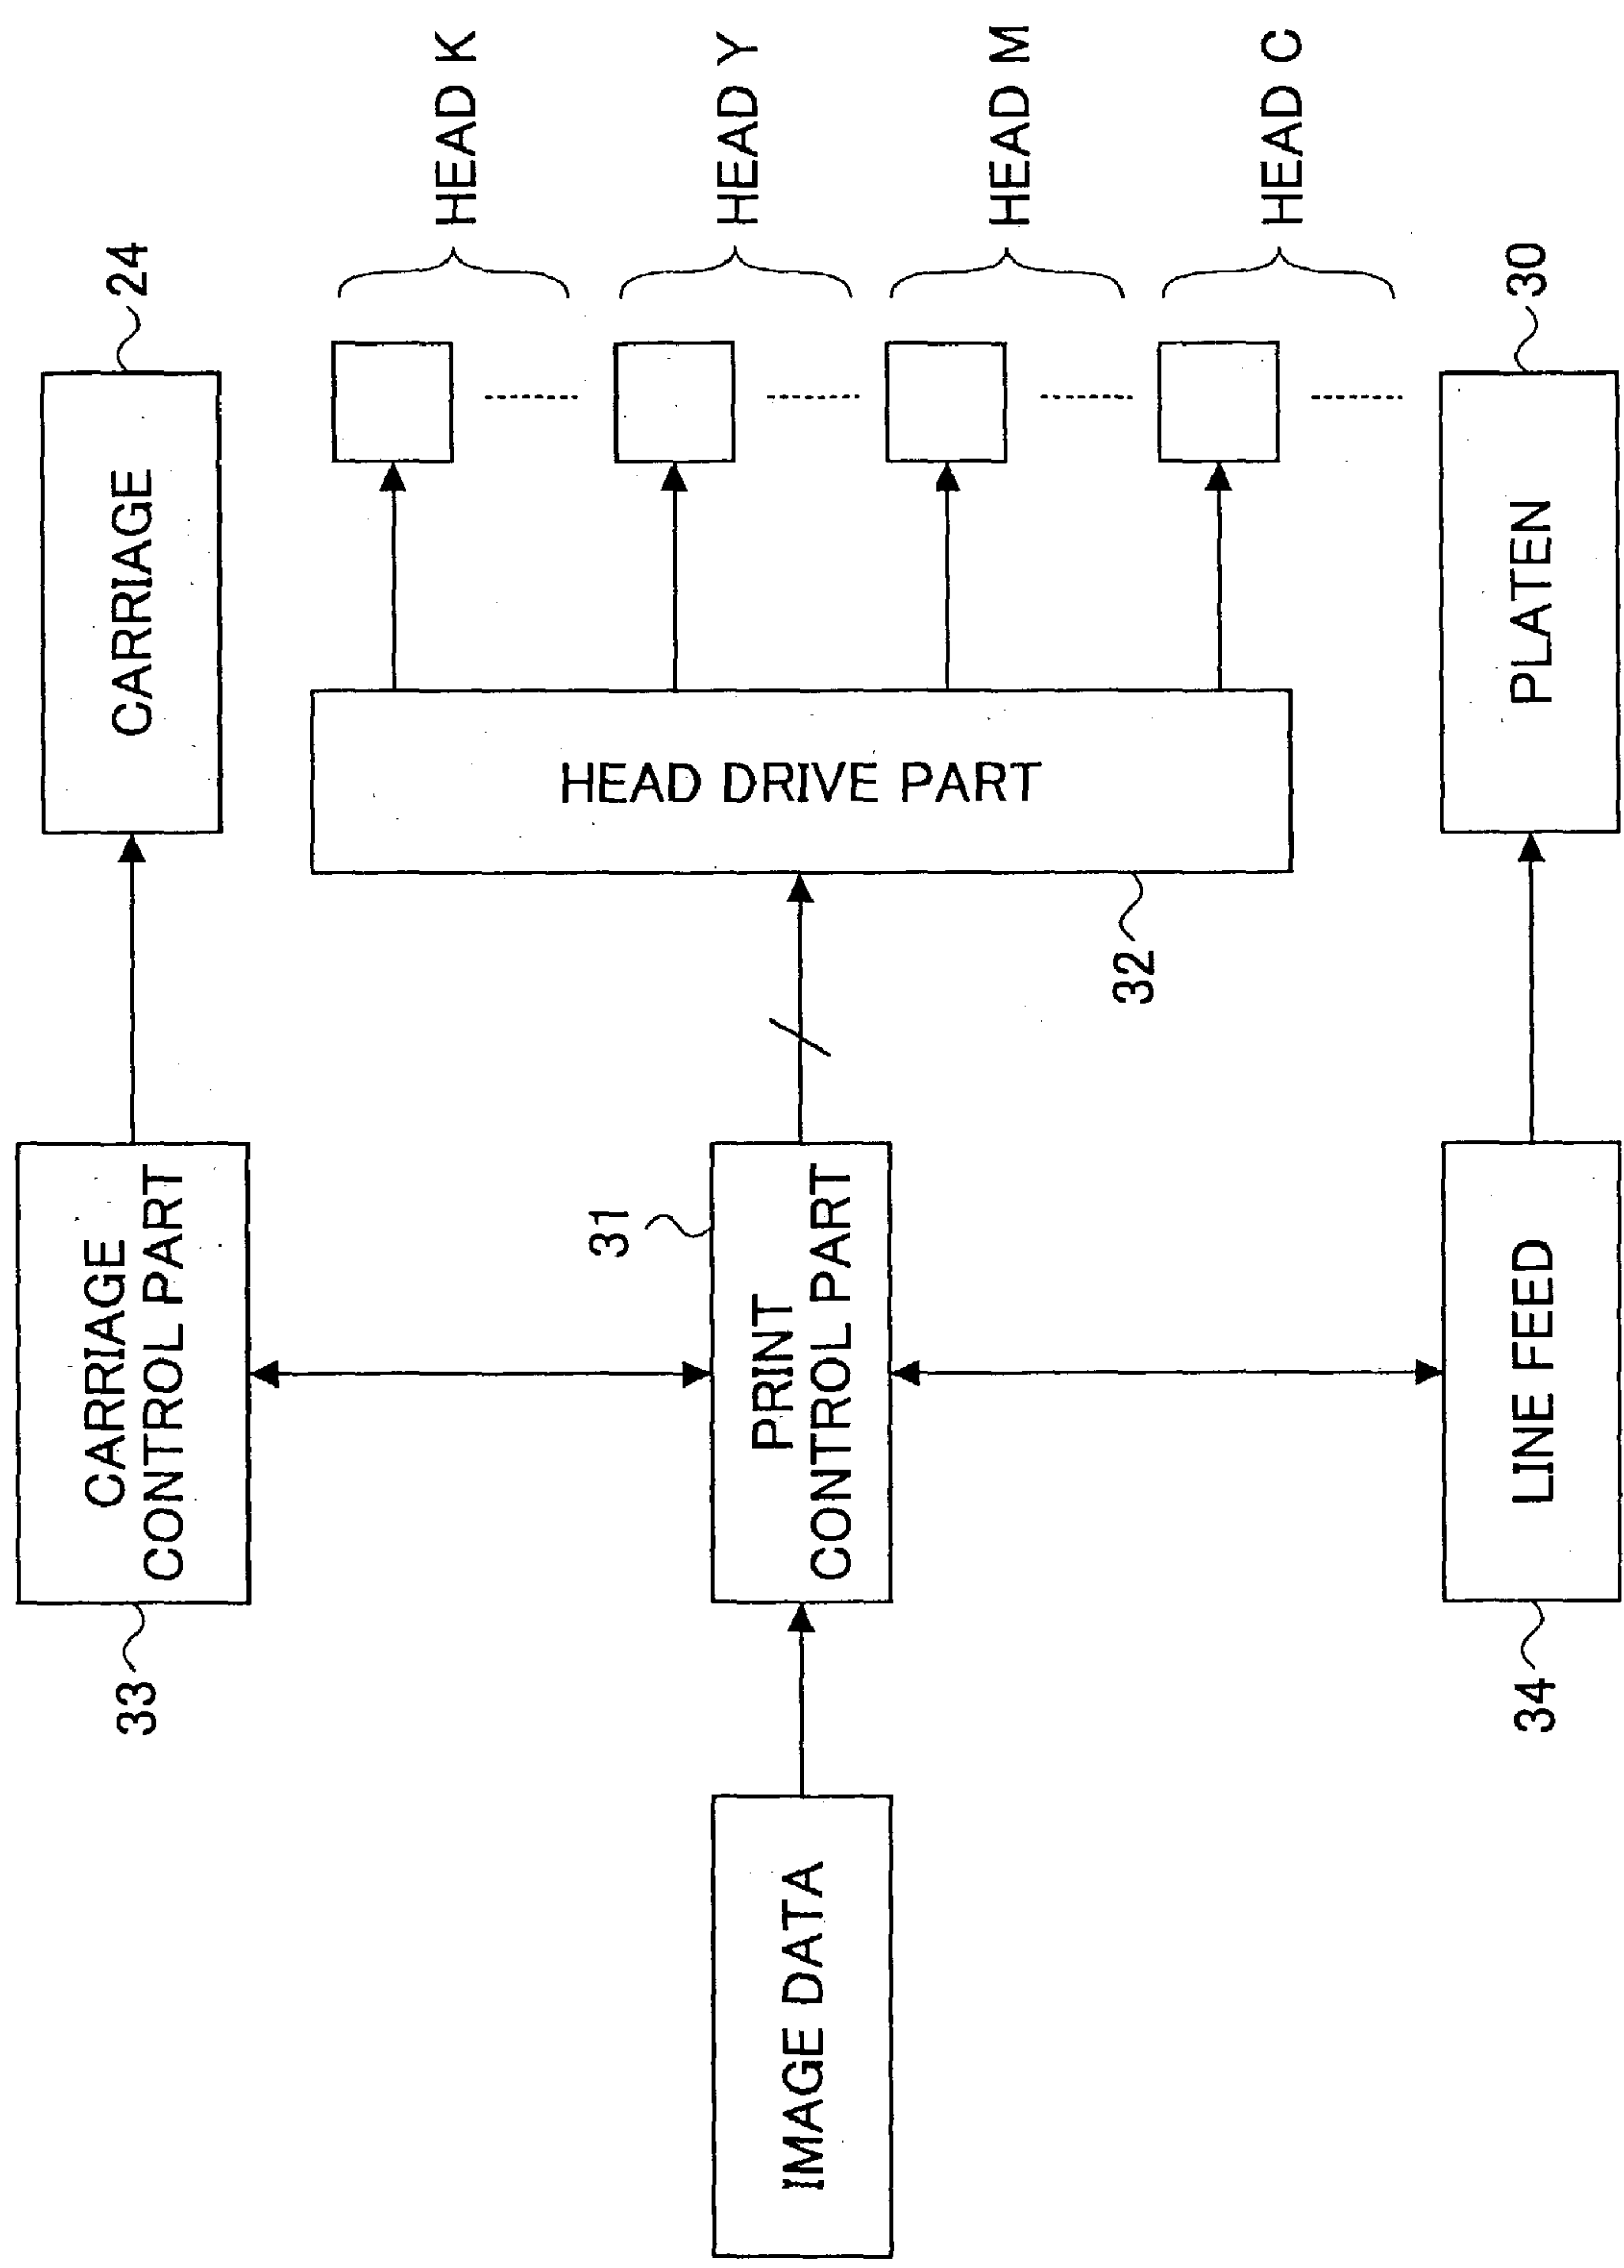 24
CARRIAGE
HEAD K
HEAD Y
HEAD M
HEAD C
30
PLATEN
HEAD DRIVE PART
32
CARRIAGE
CONTROL PART
33
31
PRINT
CONTROL PART
LINE FEED
34
IMAGE DATA